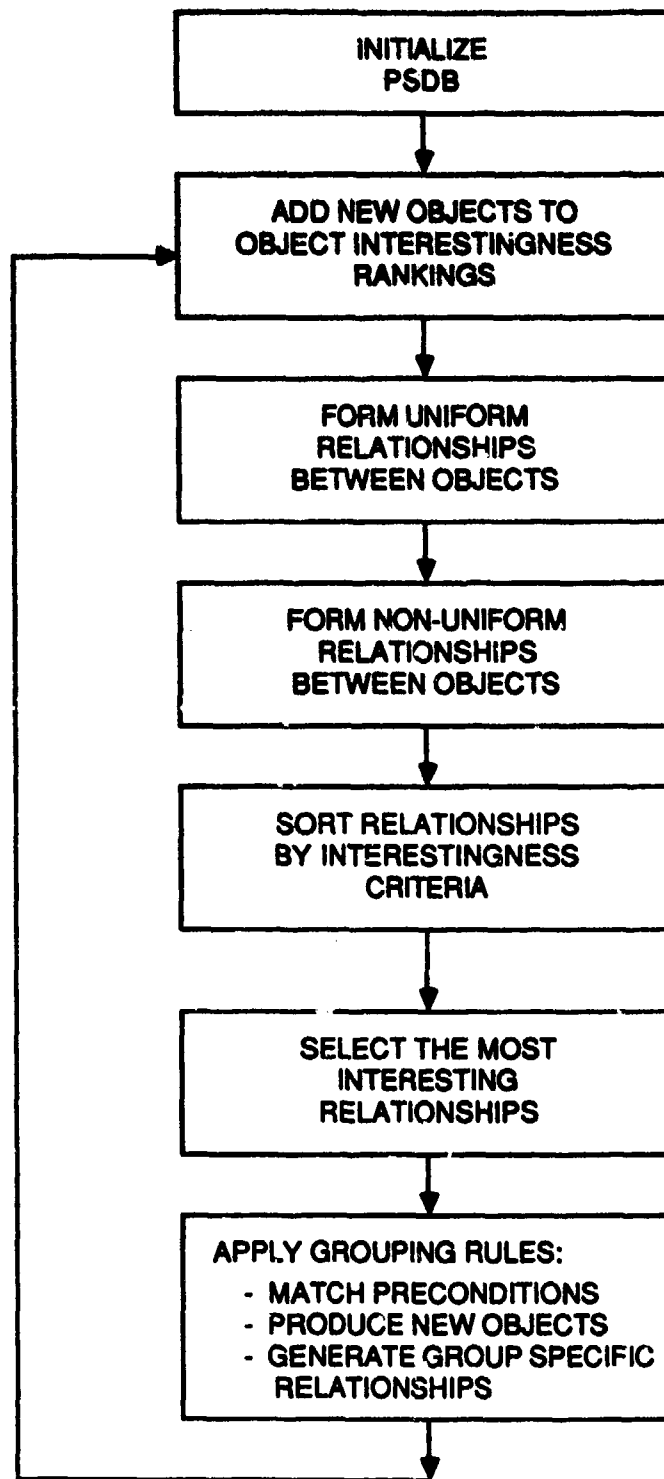 INITIALIZE
PSDB
ADD NEW OBJECTS TO
OBJECT INTERESTINGNESS
RANKINGS
FORM UNIFORM
RELATIONSHIPS
BETWEEN OBJECTS
FORM NON-UNIFORM
RELATIONSHIPS
BETWEEN OBJECTS
SORT RELATIONSHIPS
BY INTERESTINGNESS
CRITERIA
SELECT THE MOST
INTERESTING
RELATIONSHIPS
APPLY GROUPING RULES:
- MATCH PRECONDITIONS
- PRODUCE NEW OBJECTS
- GENERATE GROUP SPECIFIC
RELATIONSHIPS